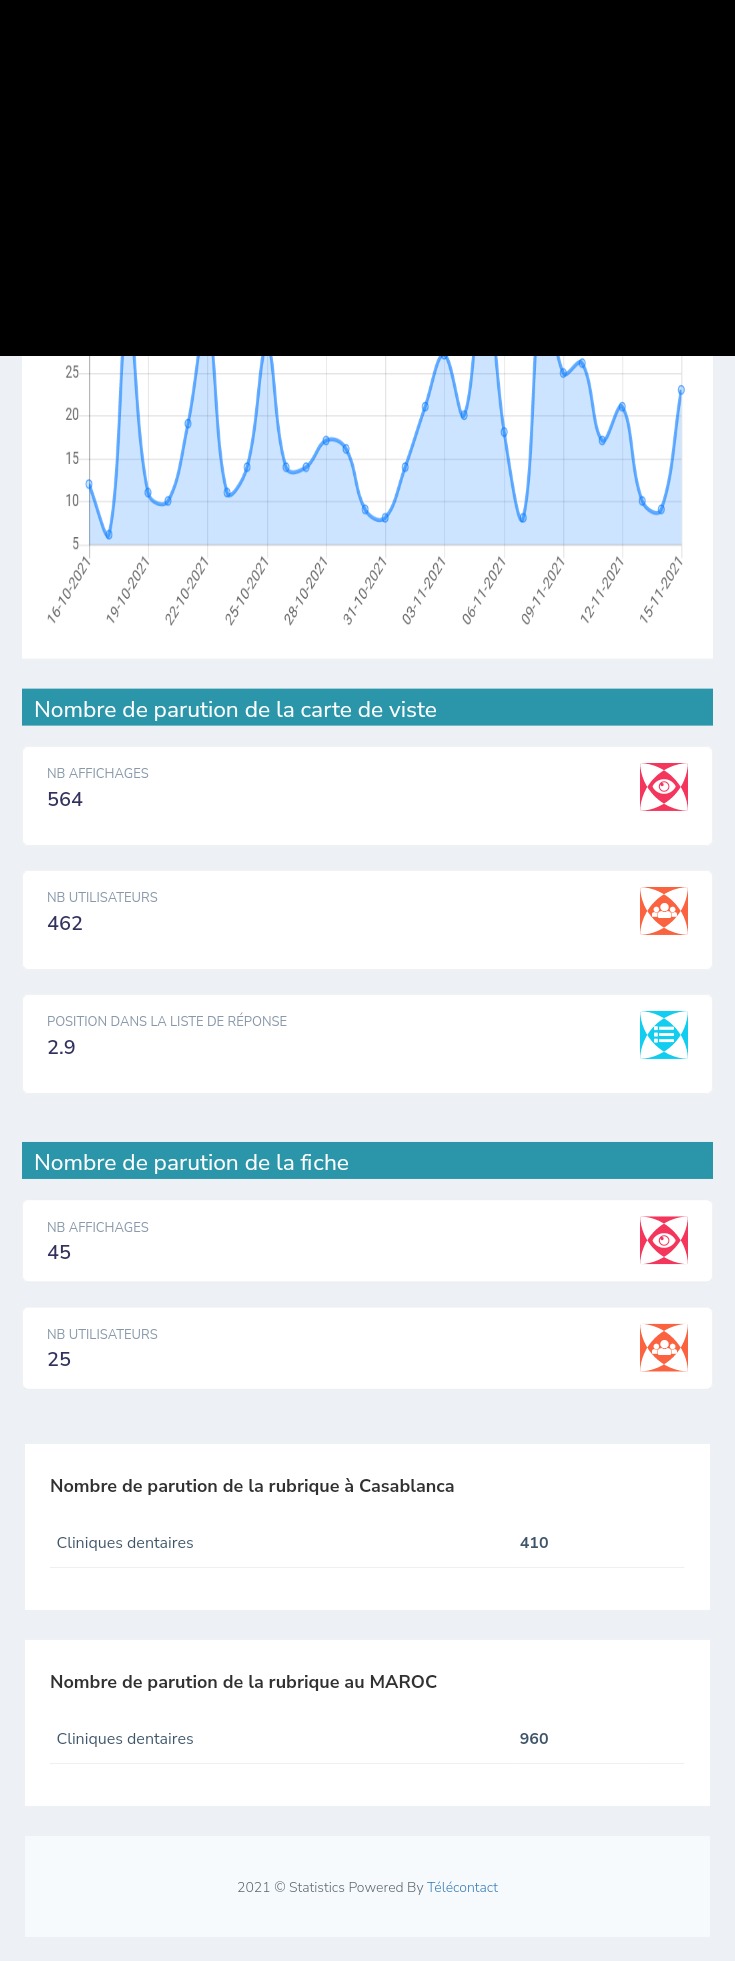 25
20
15
10
5
16-10-2021
19-10-2021
22-10-2021
25-10-2021
28-10-2021
31-10-2021
03-11-2021
06-11-2021
09-11-2021
12-11-2021
15-11-2021
Nombre de parution de la carte de viste
NB AFFICHAGES
564
NB UTILISATEURS
462
POSITION DANS LA LISTE DE RÉPONSE
2.9
Nombre de parution de la fiche
NB AFFICHAGES
45
NB UTILISATEURS
25
Nombre de parution de la rubrique à Casablanca
Cliniques dentaires 410
Nombre de parution de la rubrique au MAROC
Cliniques dentaires 960
2021 © Statistics Powered By Télécontact